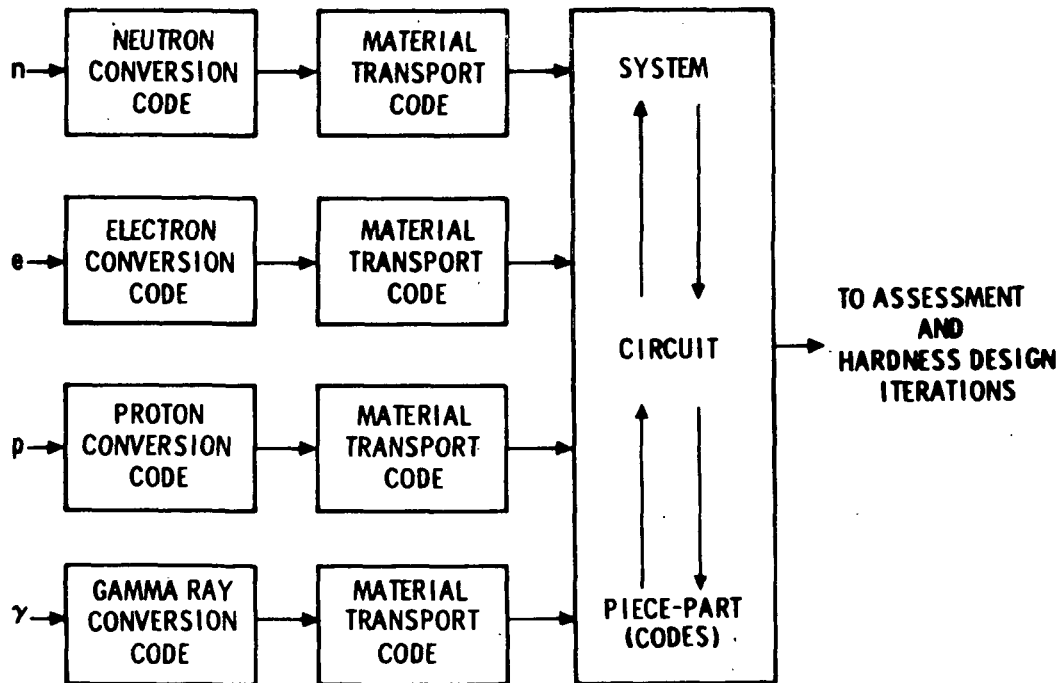 n
NEUTRON
CONVERSION
CODE
MATERIAL
TRANSPORT
CODE
SYSTEM
e
ELECTRON
CONVERSION
CODE
MATERIAL
TRANSPORT
CODE
CIRCUIT
TO ASSESSMENT
AND
HARDNESS DESIGN
ITERATIONS
p
PROTON
CONVERSION
CODE
MATERIAL
TRANSPORT
CODE
γ
GAMMA RAY
CONVERSION
CODE
MATERIAL
TRANSPORT
CODE
PIECE-PART
(CODES)